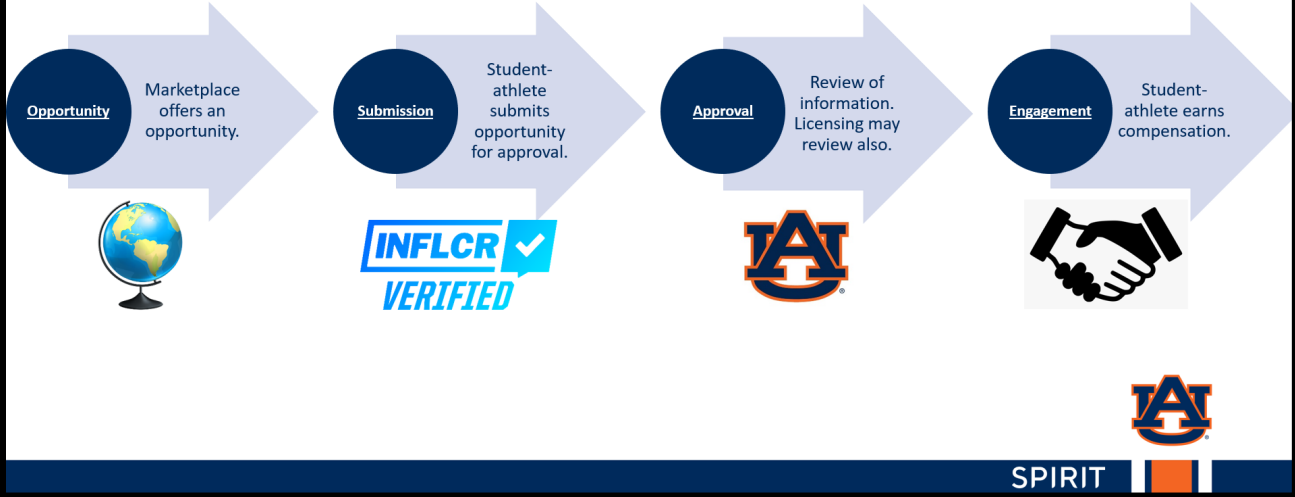 Opportunity
Marketplace
offers an
opportunity.
Submission
Student-
athlete
submits
opportunity
for approval.
Approval
Review of
information.
Licensing may
review also.
Engagement
Student-
athlete earns
compensation.
INFLCR
VERIFIED
AU
®
AU
®
SPIRIT